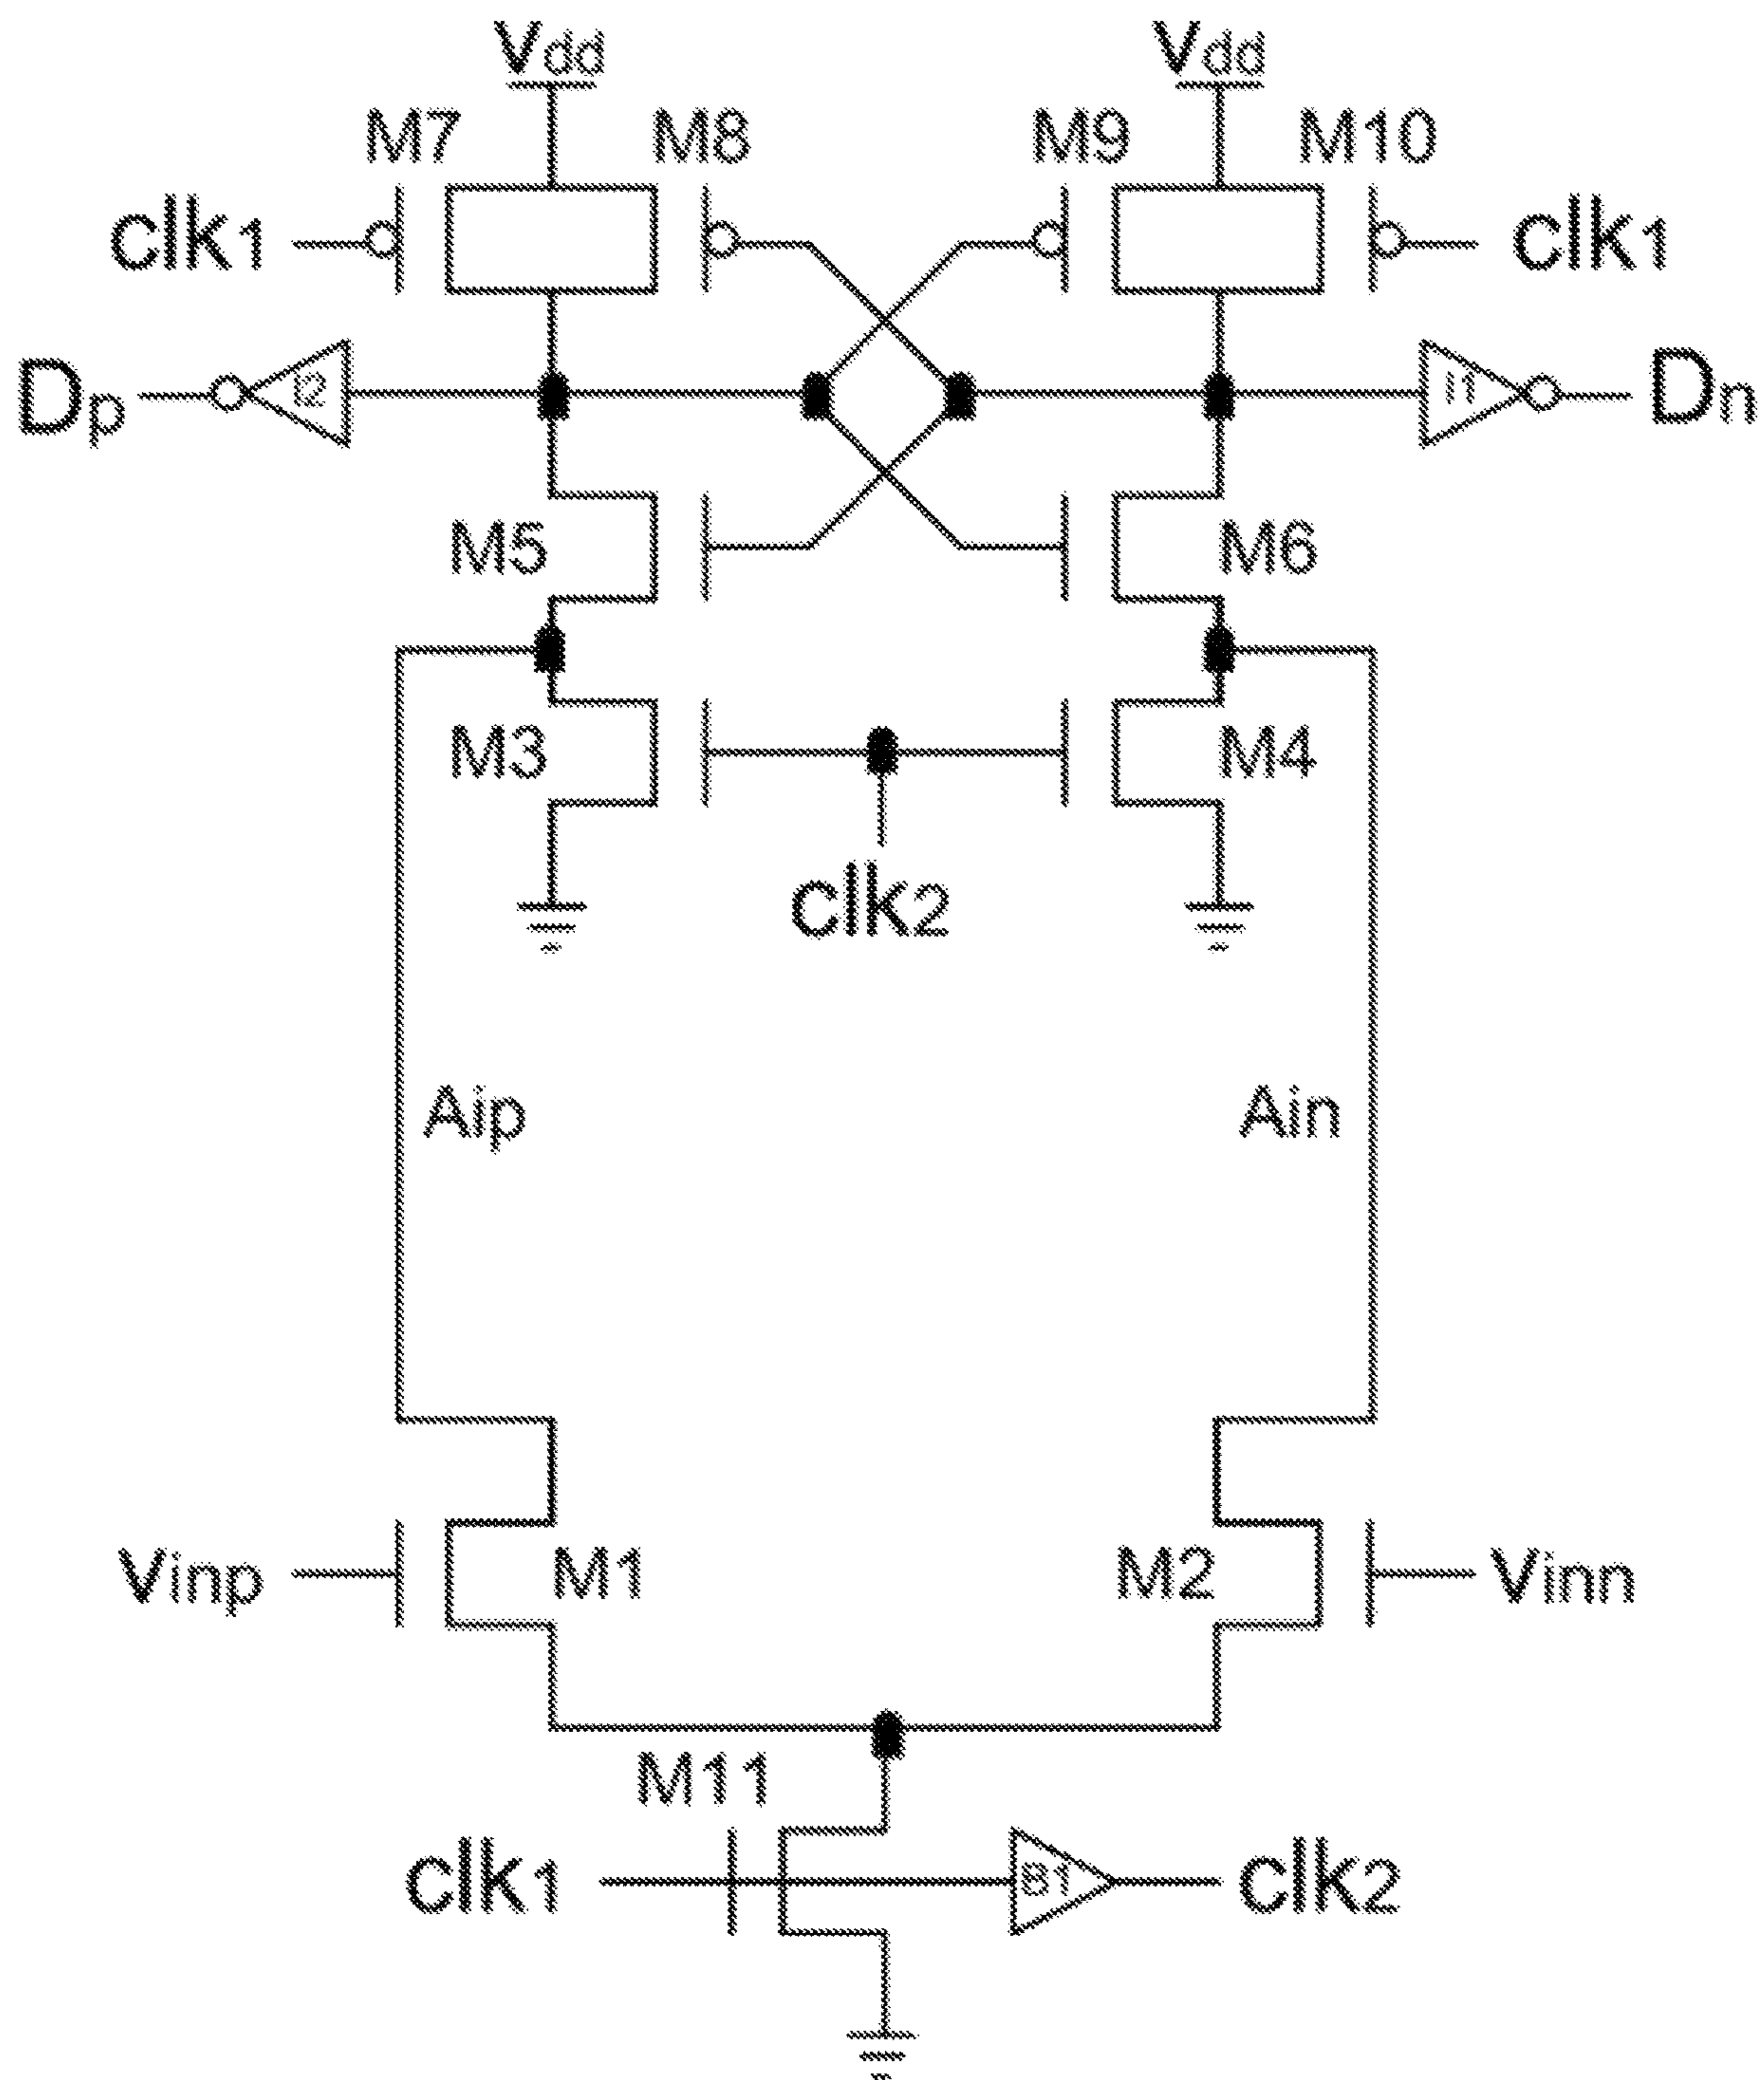 Vdd Vdd
M7 M8 M9 M10
clk1 clk1
Dp I2 I1 Dn
M5 M6
M3 M4
clk2
Aip Ain
Vinp M1 M2 Vinn
M11
clk1 B1 clk2